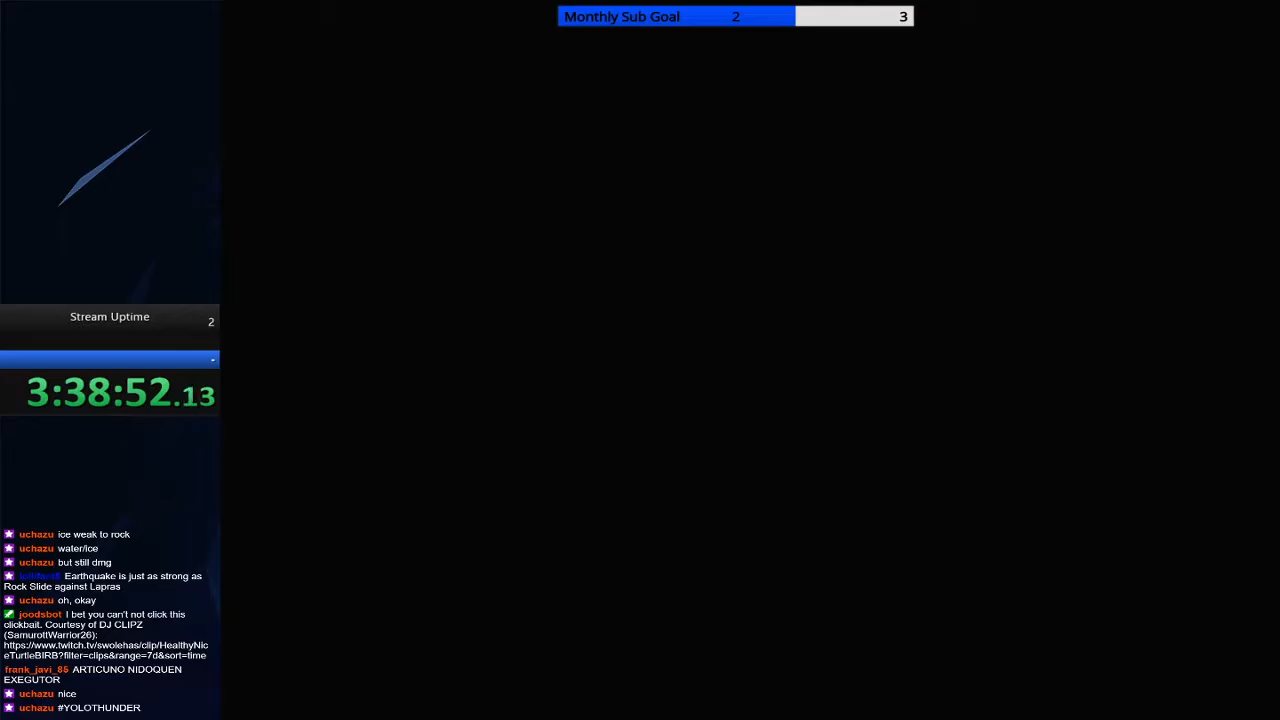 Monthly Sub Goal 2 3
Stream Uptime 2
-
3:38:52.13
uchazu ice weak to rock
uchazu water/ice
uchazu but still dmg
Earthquake is just as strong as
Rock Slide against Lapras
uchazu oh, okay
joodsbot I bet you can't not click this
clickbait. Courtesy of DJ CLIPZ
(SamurottWarrior26):
https://www.twitch.tv/swolehas/clip/HealthyNic
eTurtleBIRB?filter=clips&range=7d&sort=time
frank_javi_85 ARTICUNO NIDOQUEN
EXEGUTOR
uchazu nice
uchazu #YOLOTHUNDER